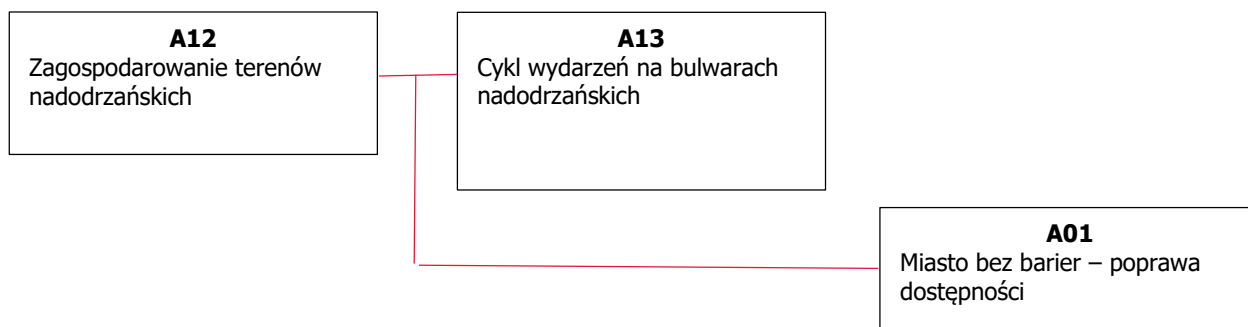 A12
Zagospodarowanie terenów
nadodrzańskich
A13
Cykl wydarzeń na bulwarach
nadodrzańskich
A01
Miasto bez barier – poprawa
dostępności